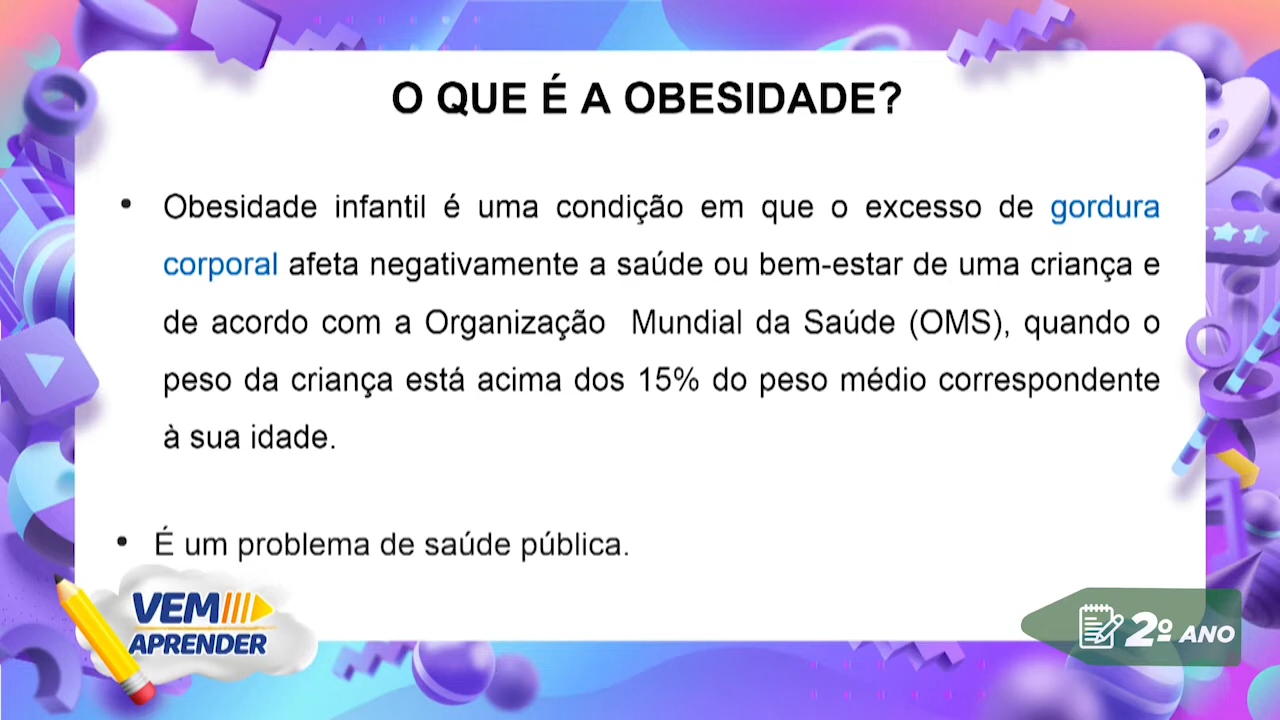 O QUE É A OBESIDADE?
• Obesidade infantil é uma condição em que o excesso de gordura
corporal afeta negativamente a saúde ou bem-estar de uma criança e
de acordo com a Organização Mundial da Saúde (OMS), quando o
peso da criança está acima dos 15% do peso médio correspondente
à sua idade.
• É um problema de saúde pública.
VEM
APRENDER
2º ANO